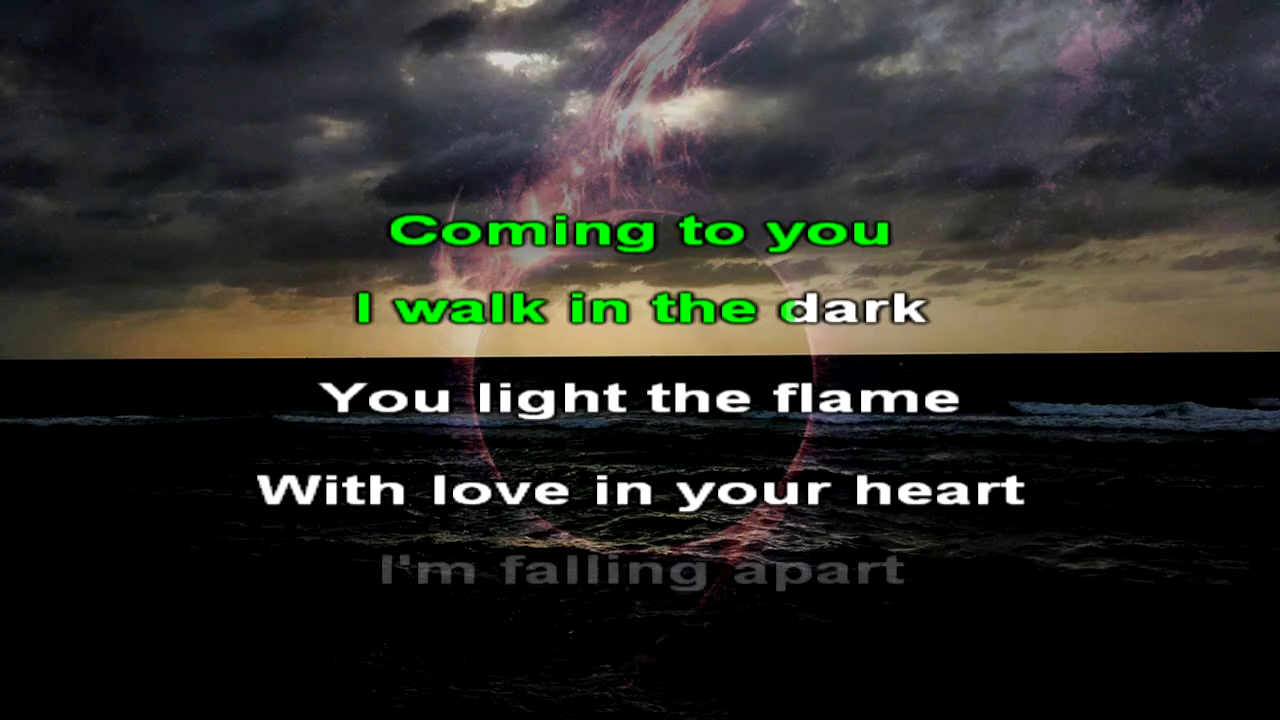 Coming to you
I walk in the dark
You light the flame
With love in your heart
I'm falling apart